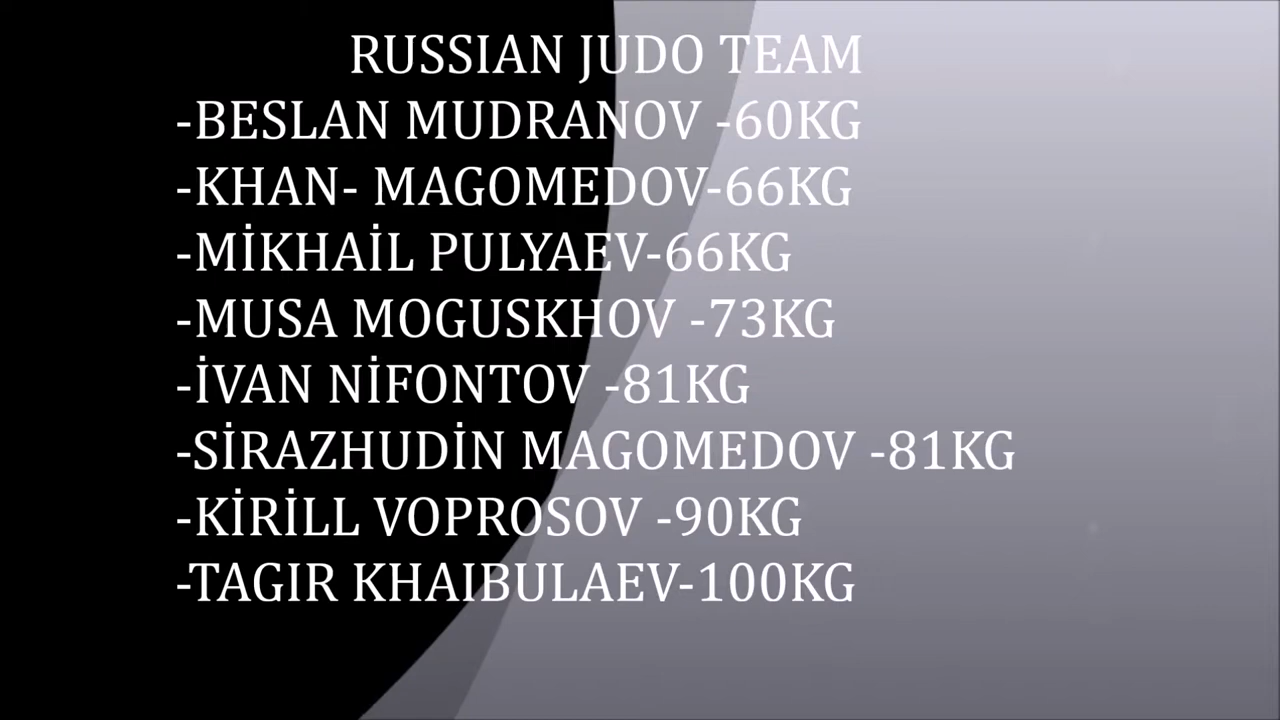 RUSSIAN JUDO TEAM
-BESLAN MUDRANOV -60KG
-KHAN- MAGOMEDOV-66KG
-MİKHAİL PULYAEV-66KG
-MUSA MOGUSKHOV -73KG
-İVAN NİFONTOV -81KG
-SİRAZHUDİN MAGOMEDOV -81KG
-KİRİLL VOPROSOV -90KG
-TAGIR KHAIBULAEV-100KG